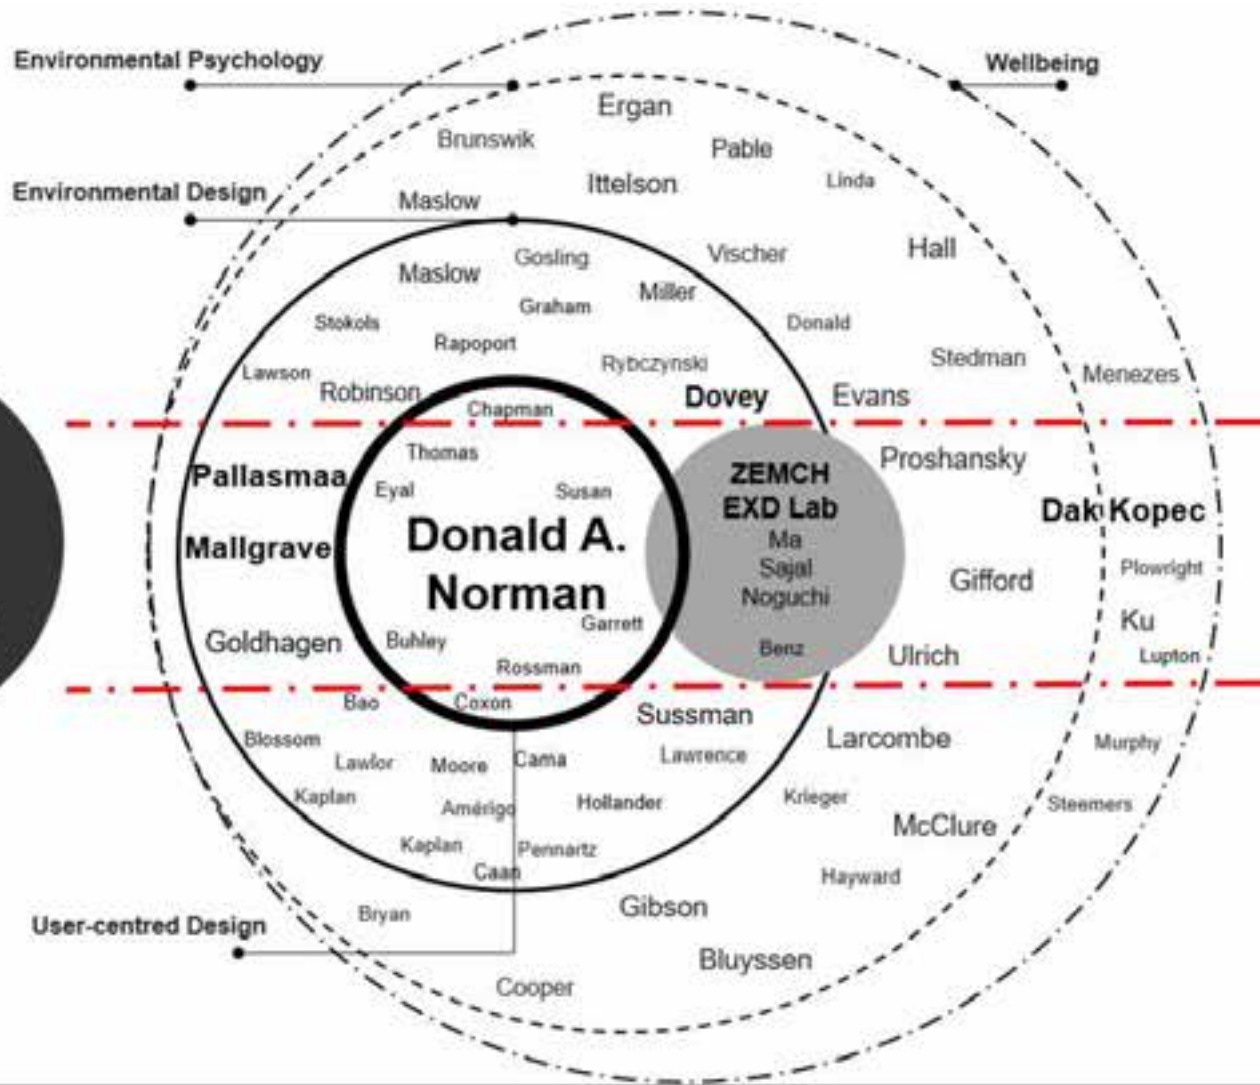 Environmental Psychology
Wellbeing
Ergan
Brunswik
Pable
Ittelson
Linda
Environmental Design
Maslow
Hall
Vischer
Gosling
Maslow
Miller
Graham
Stokols
Donald
Rapoport
Stedman
Rybczynski
Lawson
Menezes
Robinson
Dovey
Evans
Chapman
Thomas
Proshansky
Pallasmaa
ZEMCH
Eyal
Susan
EXD Lab
Dak Kopec
Donald A.
Ma
Mallgrave
Sajal
Plowright
Gifford
Norman
Noguchi
Ku
Garrett
Goldhagen
Buhley
Benz
Ulrich
Lupton
Rossman
Bao
Coxon
Sussman
Blossom
Larcombe
Murphy
Lawrence
Cama
Lawlor
Moore
Kaplan
Krieger
Hollander
Steemers
Amérigo
McClure
Kaplan
Pennartz
Caan
Hayward
Gibson
Bryan
User-centred Design
Bluyssen
Cooper